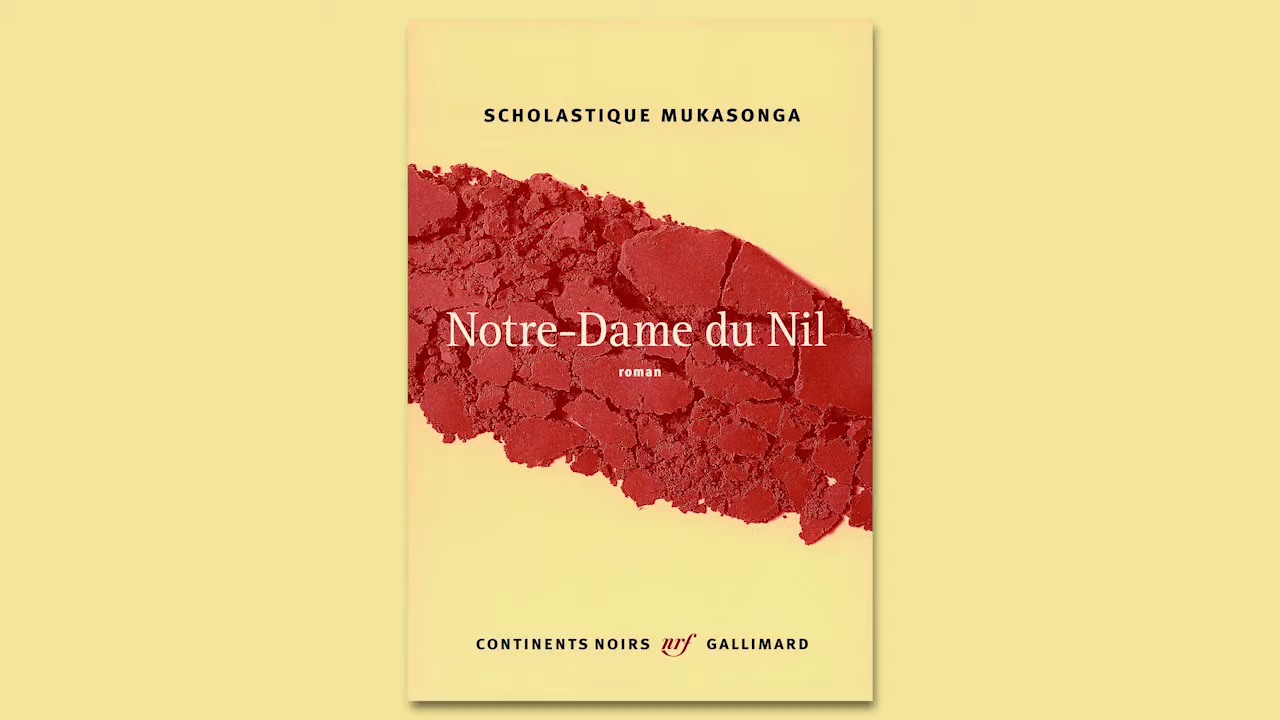 SCHOLASTIQUE MUKASONGA
Notre-Dame du Nil
roman
CONTINENTS NOIRS nrf GALLIMARD